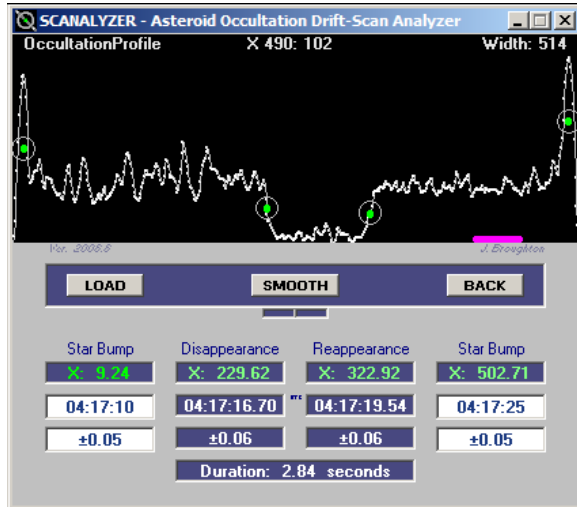 SCANALYZER - Asteroid Occultation Drift-Scan Analyzer
OccultationProfile X 490: 102 Width: 514
Ver. 2008.6 J. Broughton
LOAD SMOOTH BACK
Star Bump Disappearance Reappearance Star Bump
X: 9.24 X: 229.62 X: 322.92 X: 502.71
04:17:10 04:17:16.70 04:17:19.54 04:17:25
±0.05 ±0.06 ±0.06 ±0.05
Duration: 2.84 seconds